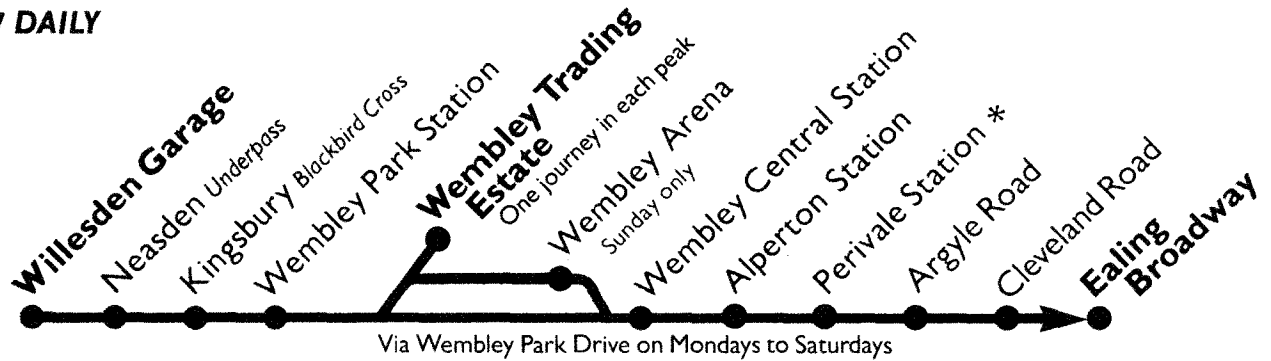 DAILY
Willesden Garage
Neasden Underpass
Kingsbury Blackbird Cross
Wembley Park Station
Wembley Trading
Estate
One journey in each peak
Wembley Arena
Sunday only
Wembley Central Station
Alperton Station
Perivale Station *
Argyle Road
Cleveland Road
Ealing
Broadway
Via Wembley Park Drive on Mondays to Saturdays